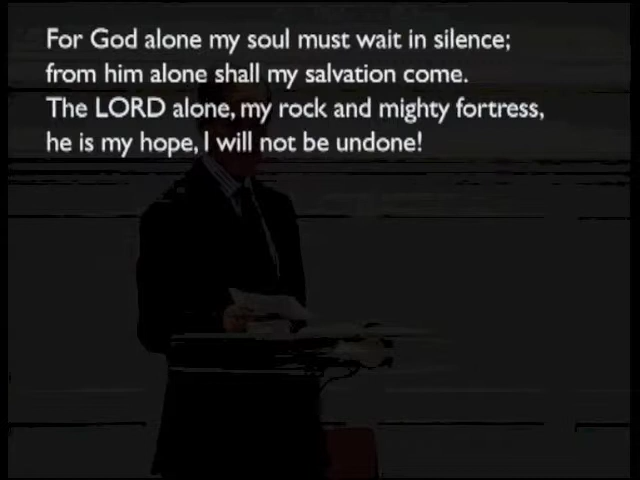 For God alone my soul must wait in silence;
from him alone shall my salvation come.
The LORD alone, my rock and mighty fortress,
he is my hope, I will not be undone!